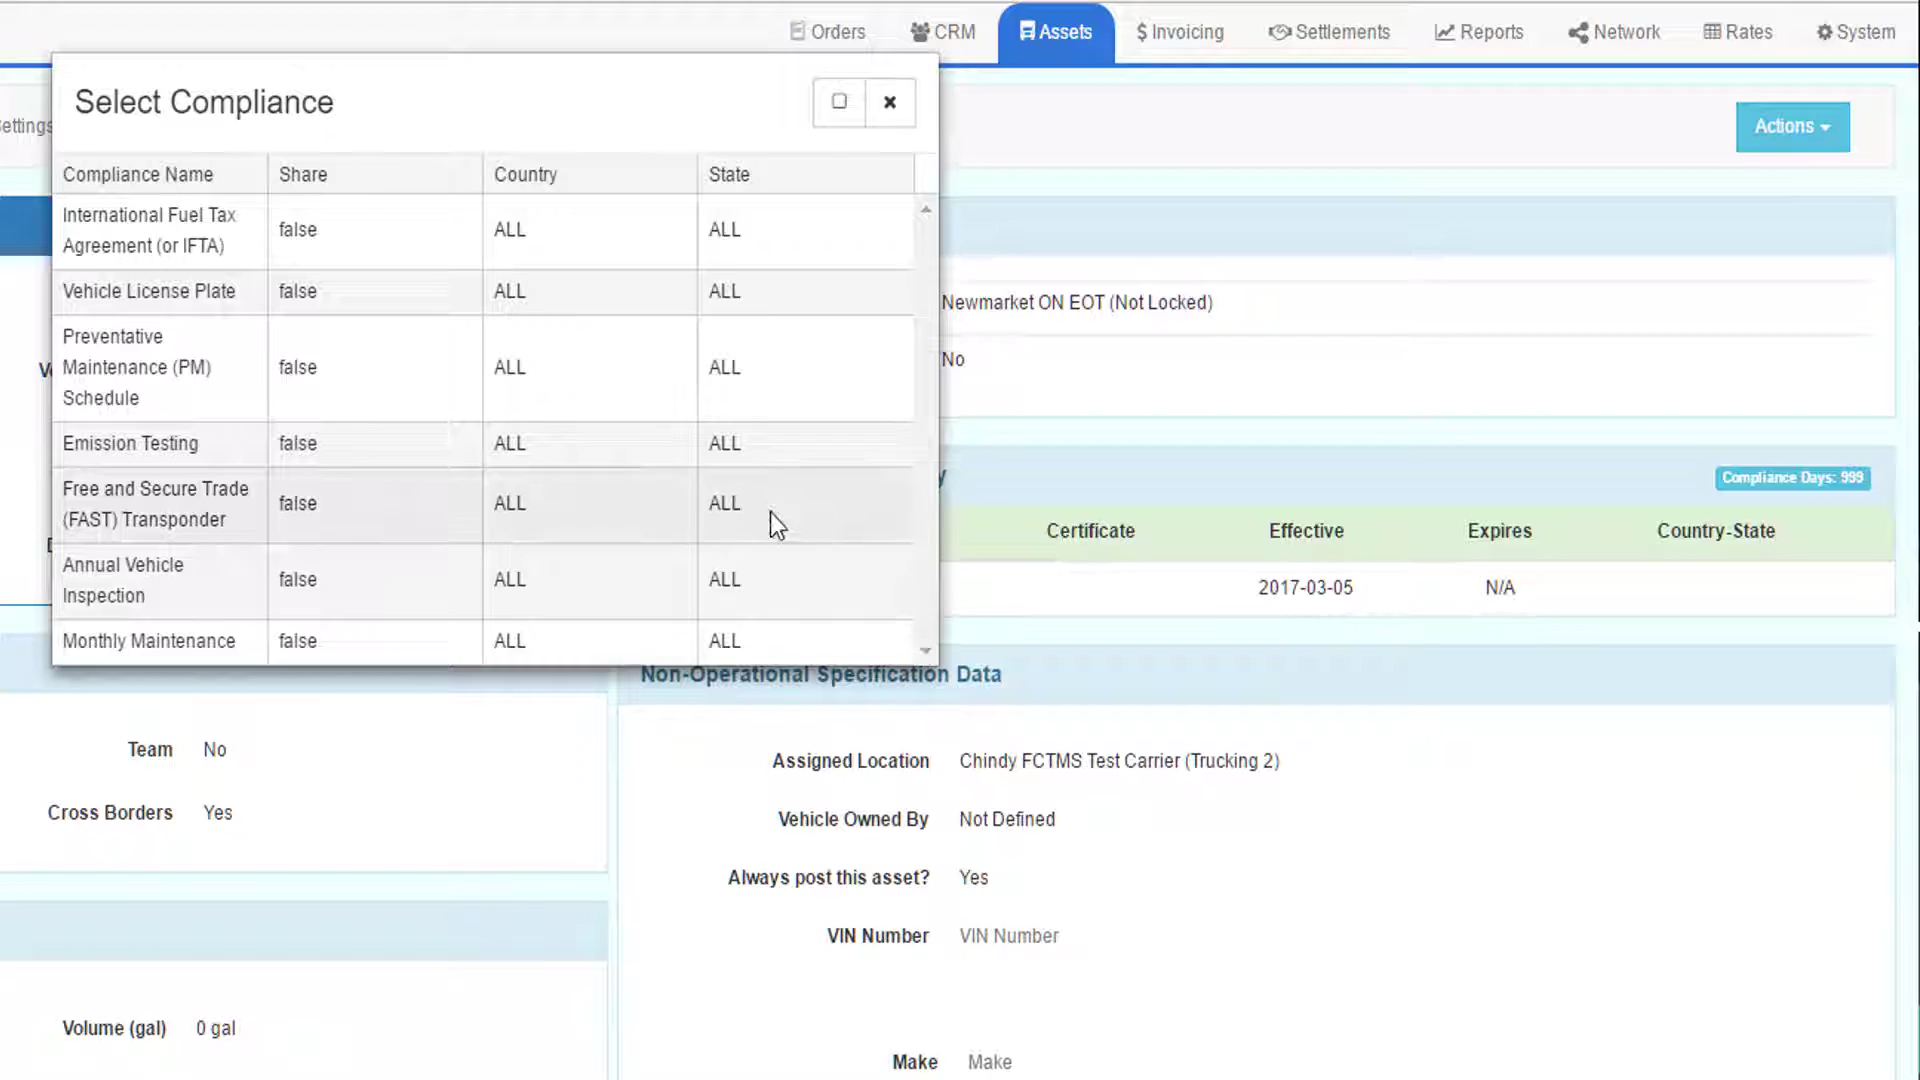 Orders CRM Assets $ Invoicing Settlements Reports Network Rates System
Select Compliance
ettings
Actions
Compliance Name Share Country State
International Fuel Tax
Agreement (or IFTA) false ALL ALL
Vehicle License Plate false ALL ALL
Newmarket ON EOT (Not Locked)
Preventative
Maintenance (PM)
Schedule false ALL ALL
No
Emission Testing false ALL ALL
Compliance Days: 999
Free and Secure Trade
(FAST) Transponder false ALL ALL
Certificate Effective Expires Country-State
Annual Vehicle
Inspection false ALL ALL
2017-03-05 N/A
Monthly Maintenance false ALL ALL
Non-Operational Specification Data
Team No
Cross Borders Yes
Assigned Location Chindy FCTMS Test Carrier (Trucking 2)
Vehicle Owned By Not Defined
Always post this asset? Yes
VIN Number VIN Number
Volume (gal) 0 gal
Make Make